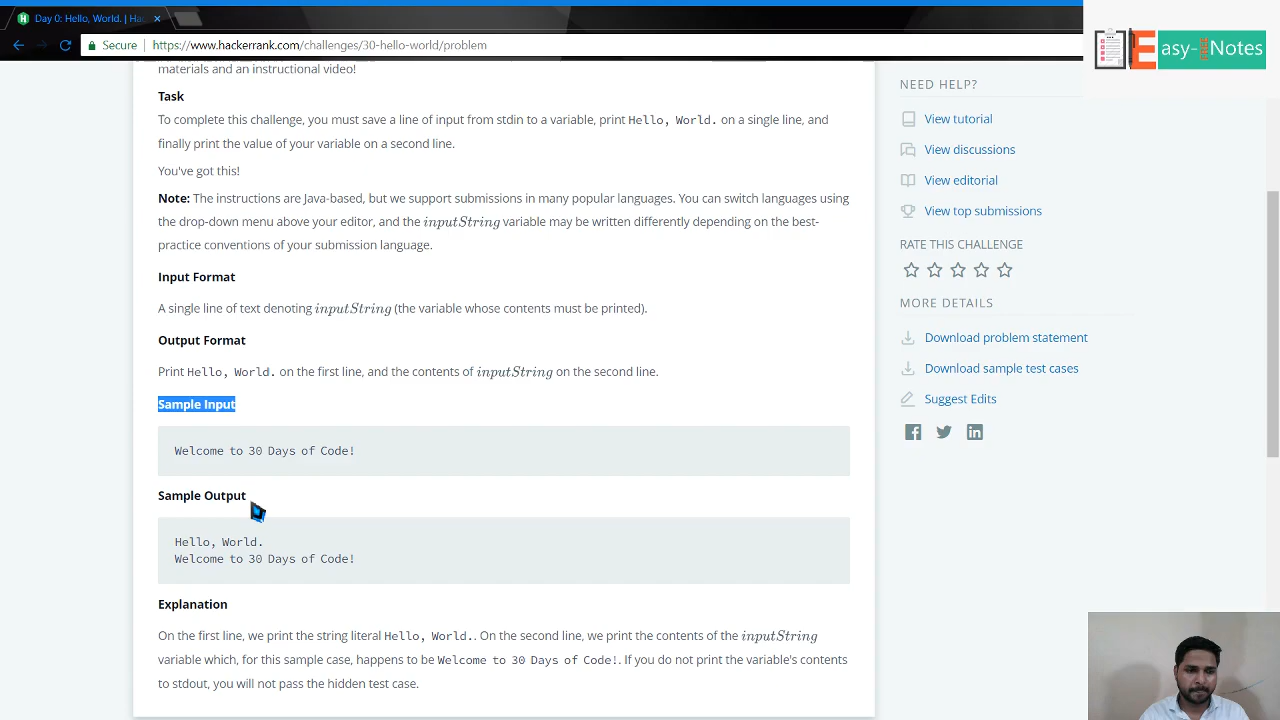 Day 0: Hello, World. | Ha
Secure
https://www.hackerrank.com/challenges/30-hello-world/problem
E asy- Notes
materials and an instructional video!
Task
To complete this challenge, you must save a line of input from stdin to a variable, print Hello, World. on a single line, and
finally print the value of your variable on a second line.
You've got this!
Note: The instructions are Java-based, but we support submissions in many popular languages. You can switch languages using
the drop-down menu above your editor, and the inputString variable may be written differently depending on the best-
practice conventions of your submission language.
Input Format
A single line of text denoting inputString (the variable whose contents must be printed).
Output Format
Print Hello, World. on the first line, and the contents of inputString on the second line.
Sample Input
Welcome to 30 Days of Code!
Sample Output
Hello, World.
Welcome to 30 Days of Code!
Explanation
On the first line, we print the string literal Hello, World.. On the second line, we print the contents of the inputString
variable which, for this sample case, happens to be Welcome to 30 Days of Code!. If you do not print the variable's contents
to stdout, you will not pass the hidden test case.
NEED HELP?
View tutorial
View discussions
View editorial
View top submissions
RATE THIS CHALLENGE
MORE DETAILS
Download problem statement
Download sample test cases
Suggest Edits